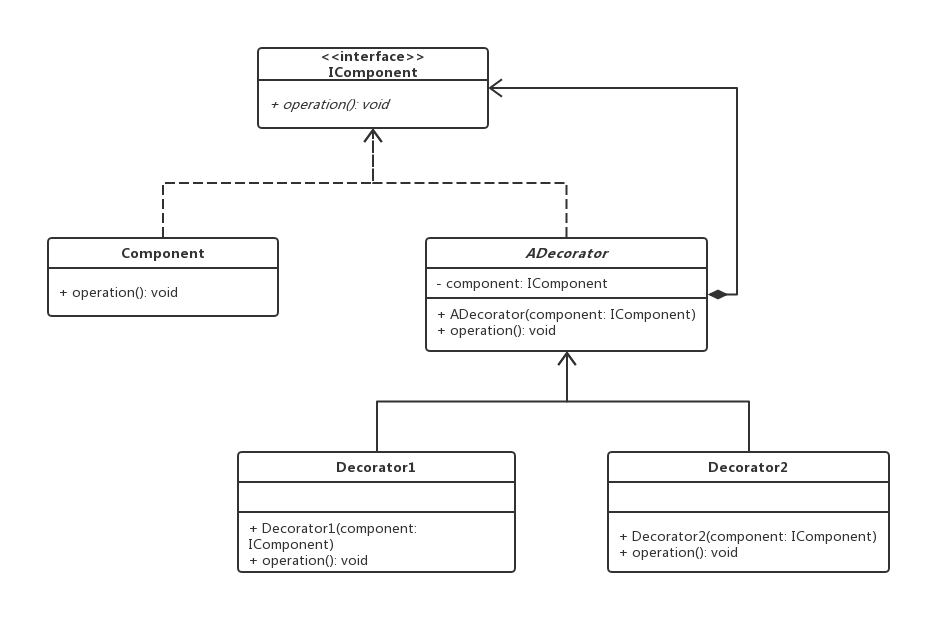 <<interface>>
IComponent
+ operation(): void
Component
+ operation(): void
ADecorator
- component: IComponent
+ ADecorator(component: IComponent)
+ operation(): void
Decorator1
+ Decorator1(component:
IComponent)
+ operation(): void
Decorator2
+ Decorator2(component: IComponent)
+ operation(): void